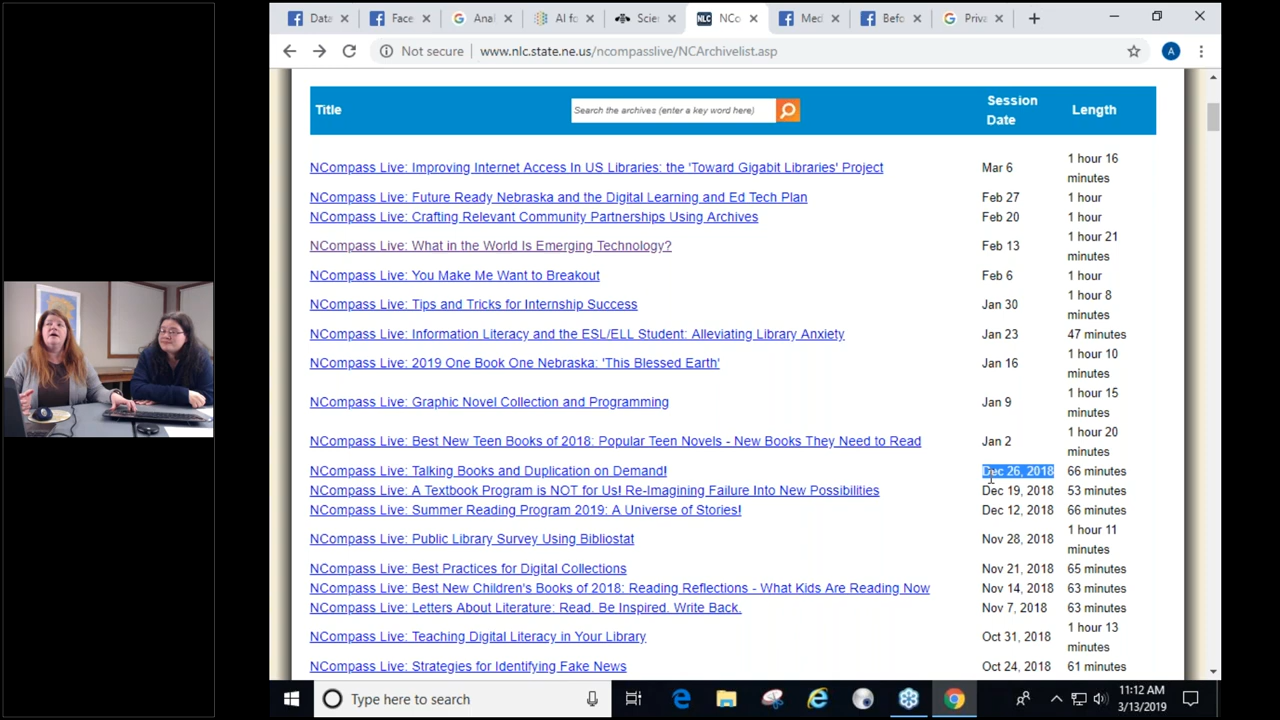 Data
Face
Anal
AI fo
Scie
NLC NCo
Med
Befo
Priva
Not secure www.nlc.state.ne.us/ncompasslive/NCArchivelist.asp A
Title Search the archives (enter a key word here) Session Date Length
NCompass Live: Improving Internet Access In US Libraries: the 'Toward Gigabit Libraries' Project Mar 6 1 hour 16 minutes
NCompass Live: Future Ready Nebraska and the Digital Learning and Ed Tech Plan Feb 27 1 hour
NCompass Live: Crafting Relevant Community Partnerships Using Archives Feb 20 1 hour
NCompass Live: What in the World Is Emerging Technology? Feb 13 1 hour 21 minutes
NCompass Live: You Make Me Want to Breakout Feb 6 1 hour
NCompass Live: Tips and Tricks for Internship Success Jan 30 1 hour 8 minutes
NCompass Live: Information Literacy and the ESL/ELL Student: Alleviating Library Anxiety Jan 23 47 minutes
NCompass Live: 2019 One Book One Nebraska: 'This Blessed Earth' Jan 16 1 hour 10 minutes
NCompass Live: Graphic Novel Collection and Programming Jan 9 1 hour 15 minutes
NCompass Live: Best New Teen Books of 2018: Popular Teen Novels - New Books They Need to Read Jan 2 1 hour 20 minutes
NCompass Live: Talking Books and Duplication on Demand! Dec 26, 2018 66 minutes
NCompass Live: A Textbook Program is NOT for Us! Re-Imagining Failure Into New Possibilities Dec 19, 2018 53 minutes
NCompass Live: Summer Reading Program 2019: A Universe of Stories! Dec 12, 2018 66 minutes
NCompass Live: Public Library Survey Using Bibliostat Nov 28, 2018 1 hour 11 minutes
NCompass Live: Best Practices for Digital Collections Nov 21, 2018 65 minutes
NCompass Live: Best New Children's Books of 2018: Reading Reflections - What Kids Are Reading Now Nov 14, 2018 63 minutes
NCompass Live: Letters About Literature: Read. Be Inspired. Write Back. Nov 7, 2018 63 minutes
NCompass Live: Teaching Digital Literacy in Your Library Oct 31, 2018 1 hour 13 minutes
NCompass Live: Strategies for Identifying Fake News Oct 24, 2018 61 minutes
Type here to search
11:12 AM
3/13/2019